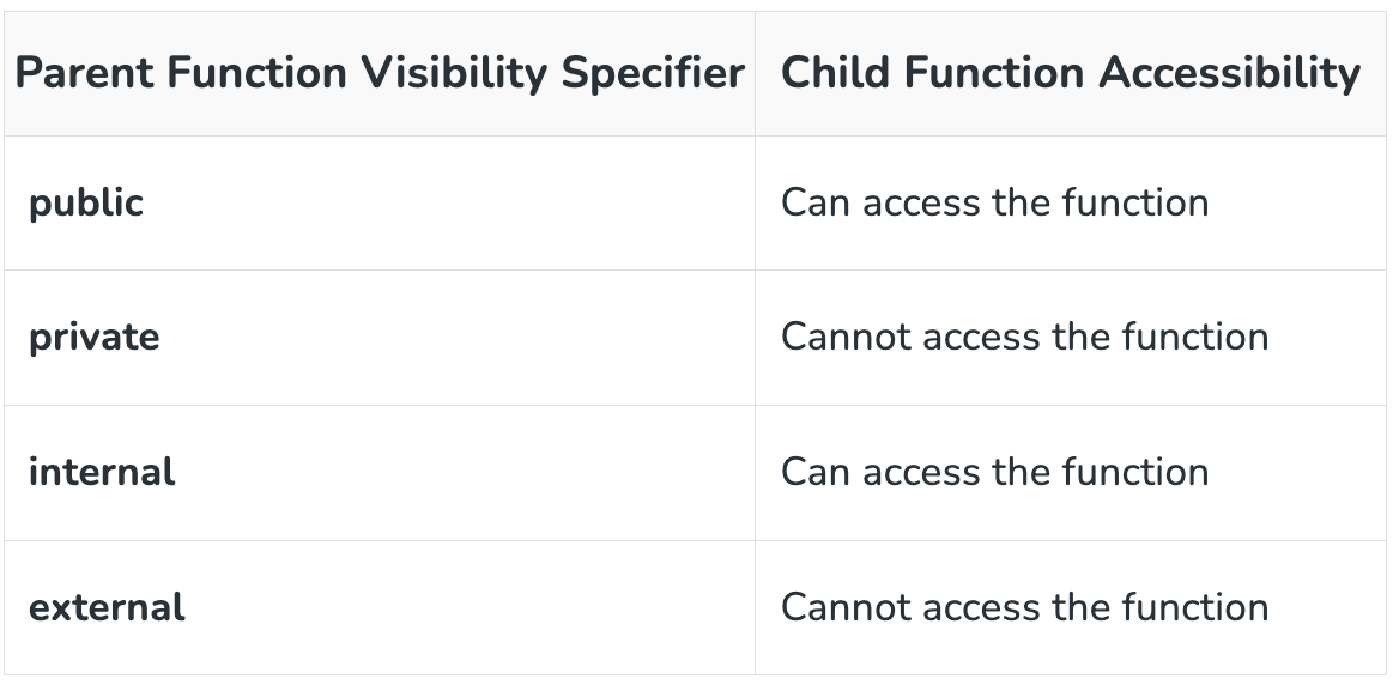 Parent Function Visibility Specifier Child Function Accessibility
public Can access the function
private Cannot access the function
internal Can access the function
external Cannot access the function